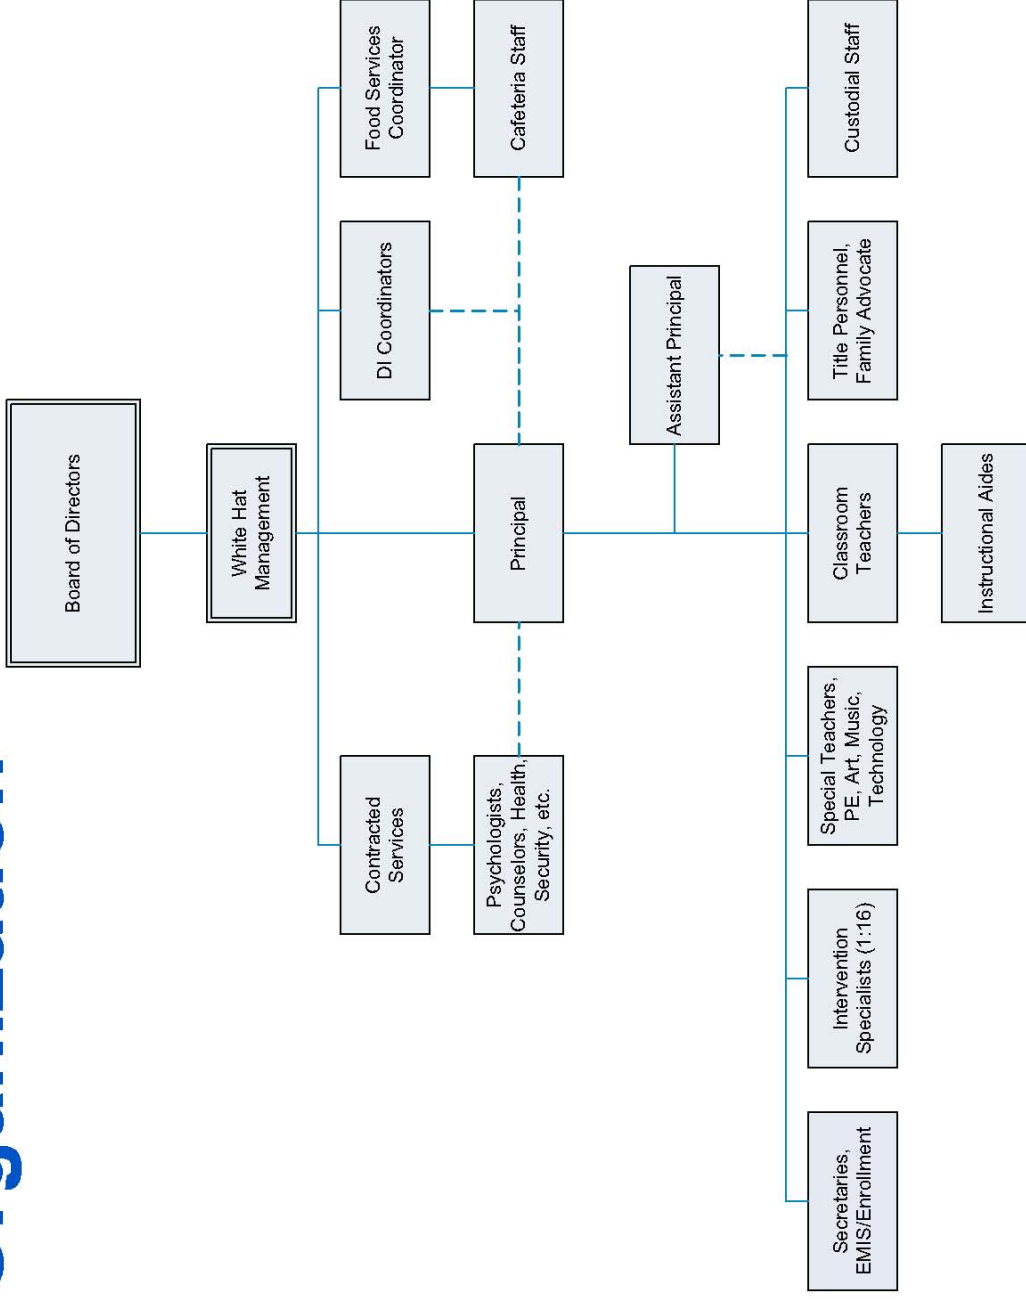 Organization
Board of Directors
White Hat
Management
Contracted
Services
DI Coordinators
Food Services
Coordinator
Psychologists,
Counselors, Health,
Security, etc.
Principal
Cafeteria Staff
Assistant Principal
Secretaries,
EMIS/Enrollment
Intervention
Specialists (1:16)
Special Teachers,
PE, Art, Music,
Technology
Classroom
Teachers
Title Personnel,
Family Advocate
Custodial Staff
Instructional Aides